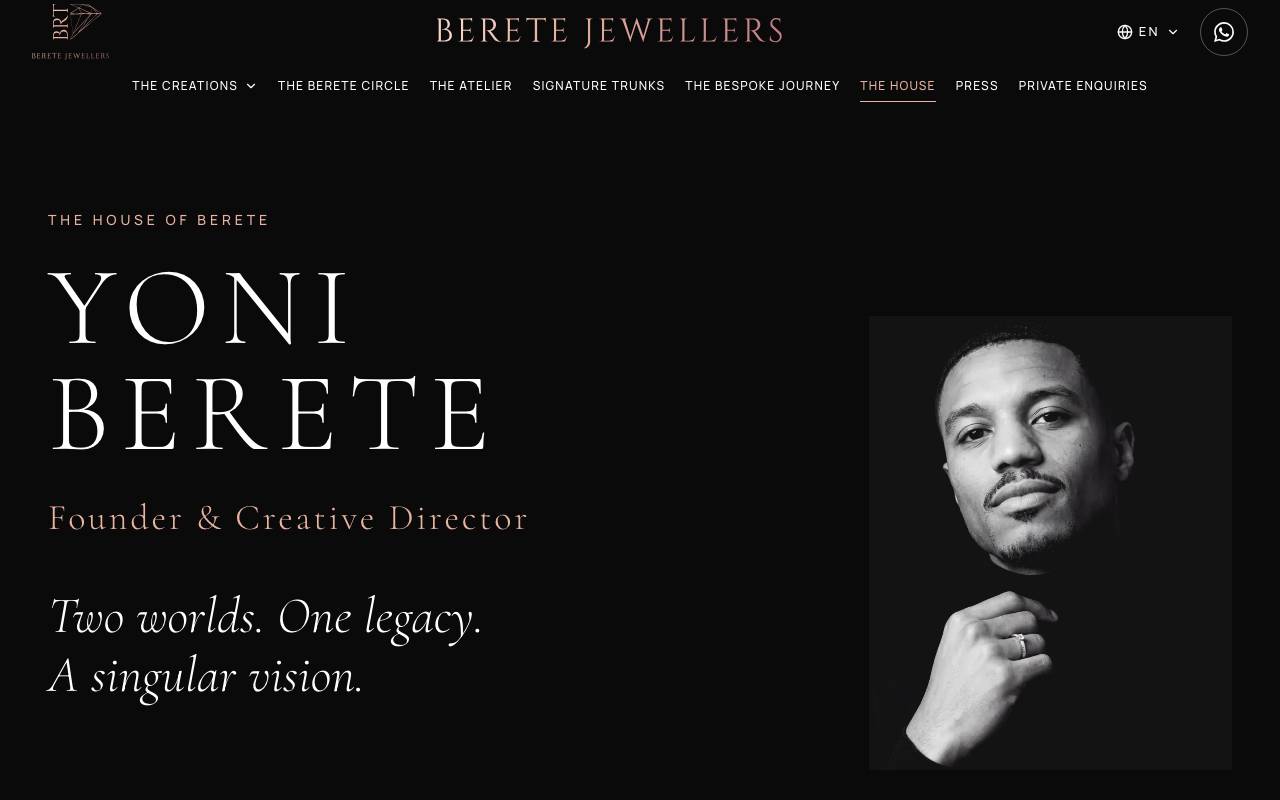 BRT
BERETE JEWELLERS
BERETE JEWELLERS
EN
THE CREATIONS
THE BERETE CIRCLE
THE ATELIER
SIGNATURE TRUNKS
THE BESPOKE JOURNEY
THE HOUSE
PRESS
PRIVATE ENQUIRIES
THE HOUSE OF BERETE
YONI
BERETE
Founder & Creative Director
Two worlds. One legacy.
A singular vision.